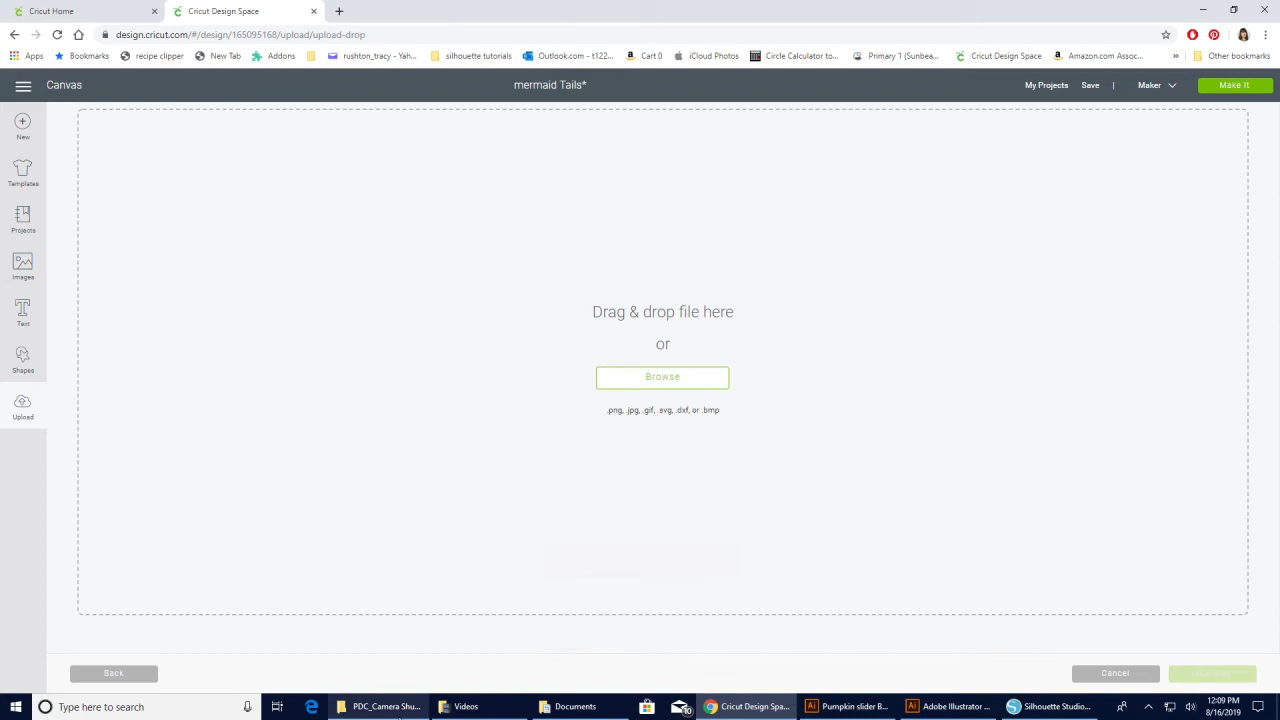 Cricut Home
Cricut Design Space
design.cricut.com/#/design/165095168/upload/upload-drop
Apps Bookmarks recipe clipper New Tab Addons rushton_tracy - Yah... silhouette tutorials Outlook.com - t122... Cart 0 iCloud Photos Circle Calculator to... Primary 1 (Sunbea... Cricut Design Space Amazon.com Assoc... » Other bookmarks
Canvas mermaid Tails* My Projects Save | Maker Make It
New
Templates
Projects
Images
Text
Shapes
Upload
Drag & drop file here
or
Browse
.png, .jpg, .gif, .svg, .dxf, or .bmp
Back Cancel
Type here to search PDC_Camera Shu... Videos Documents 10 Cricut Design Spa... Pumpkin slider B... Adobe Illustrator ... Silhouette Studio...
12:09 PM
8/16/2019